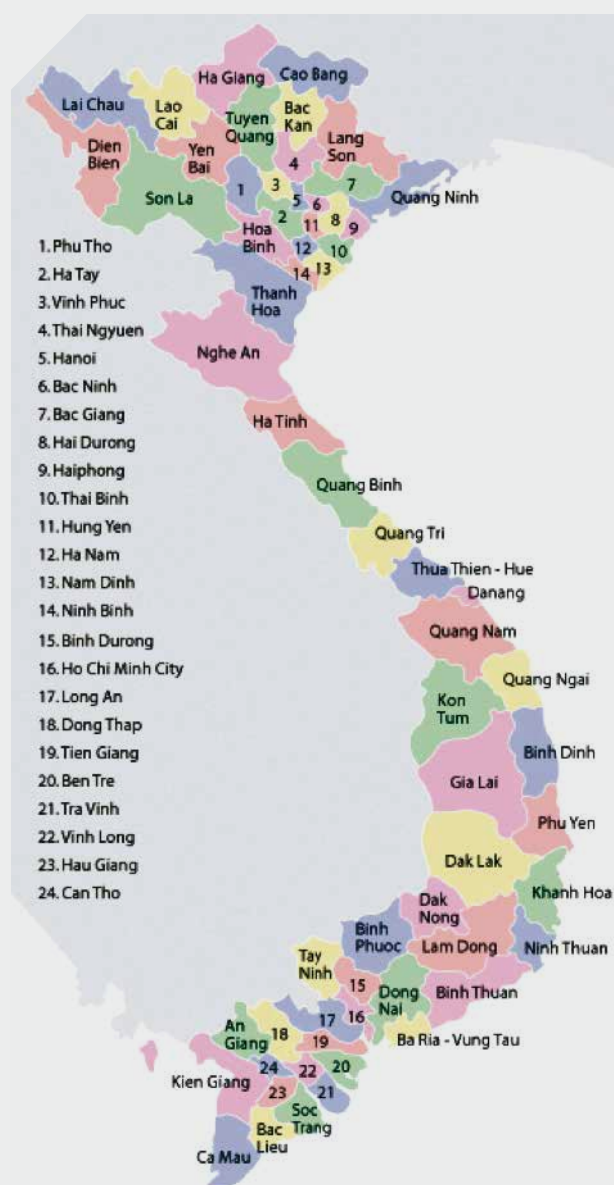 Ha Giang
Cao Bang
Lai Chau
Lao
Cai
Tuyen
Quang
Bac
Kan
Lang
Son
Dien
Bien
Yen
Bai
Son La
4
1
3
7
5
6
Quang Ninh
2
11
8
9
Hoa
Binh
12
10
14
13
Thanh
Hoa
Nghe An
Ha Tinh
Quang Binh
Quang Tri
Thua Thien - Hue
Danang
Quang Nam
Quang Ngai
Kon
Tum
Binh Dinh
Gia Lai
Phu Yen
Dak Lak
Khanh Hoa
Dak
Nong
Binh
Phuoc
Lam Dong
Ninh Thuan
Tay
Ninh
15
Dong
Nai
Binh Thuan
16
An
Giang
18
17
19
Ba Ria - Vung Tau
Kien Giang
24
22
20
23
21
Soc
Trang
Bac
Lieu
Ca Mau
1. Phu Tho
2. Ha Tay
3. Vinh Phuc
4. Thai Ngyuen
5. Hanoi
6. Bac Ninh
7. Bac Giang
8. Hai Durong
9. Haiphong
10. Thai Binh
11. Hung Yen
12. Ha Nam
13. Nam Dinh
14. Ninh Binh
15. Binh Durong
16. Ho Chi Minh City
17. Long An
18. Dong Thap
19. Tien Giang
20. Ben Tre
21. Tra Vinh
22. Vinh Long
23. Hau Giang
24. Can Tho